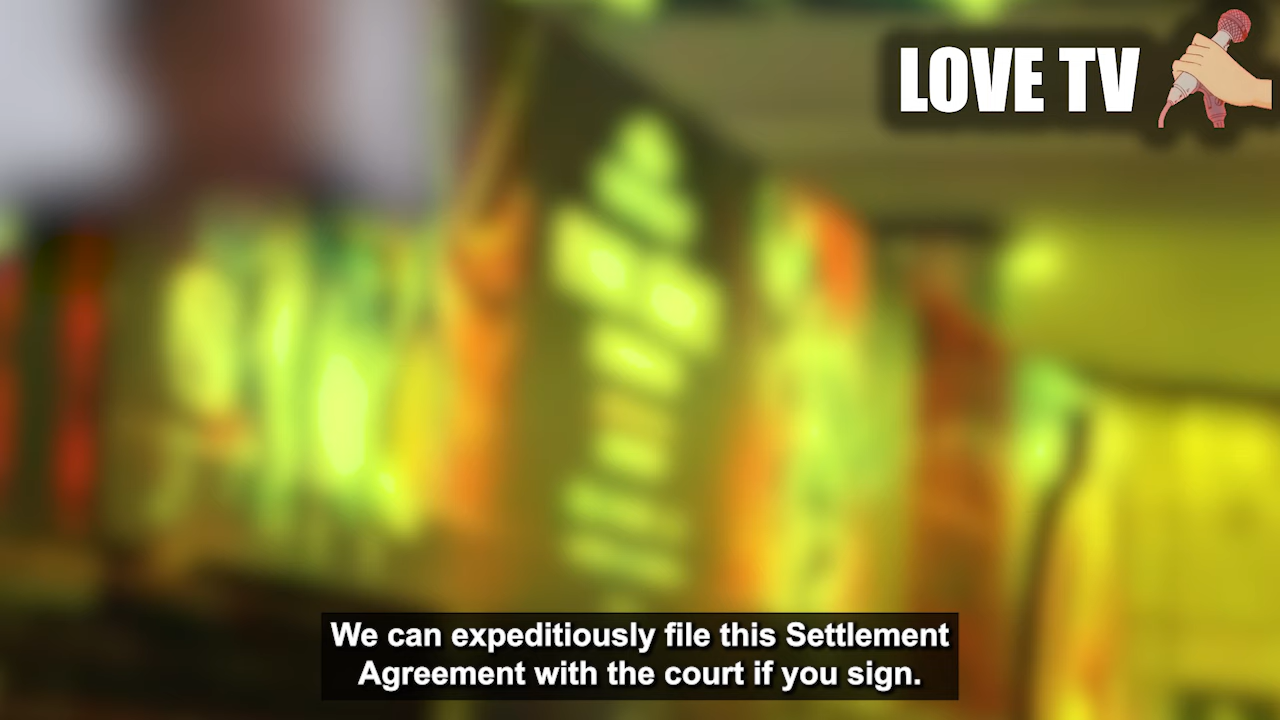 LOVE TV
We can expeditiously file this Settlement
Agreement with the court if you sign.